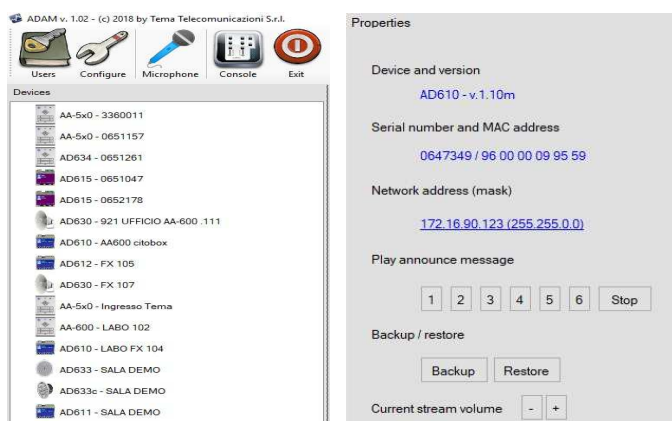 ADAM v. 1.02 - (c) 2018 by Tema Telecomunicazioni S.r.l.
Users Configure Microphone Console Exit
Devices
AA-5x0 - 3360011
AA-5x0 - 0651157
AD634 - 0651261
AD615 - 0651047
AD615 - 0652178
AD630 - 921 UFFICIO AA-600 .111
AD610 - AA600 citobox
AD612 - FX 105
AD630 - FX 107
AA-5x0 - Ingresso Tema
AA-600 - LABO 102
AD610 - LABO FX 104
AD633 - SALA DEMO
AD633c - SALA DEMO
AD611 - SALA DEMO
Properties
Device and version
AD610 - v.1.10m
Serial number and MAC address
0647349 / 96 00 00 09 95 59
Network address (mask)
172.16.90.123 (255.255.0.0)
Play announce message
1 2 3 4 5 6 Stop
Backup / restore
Backup Restore
Current stream volume - +